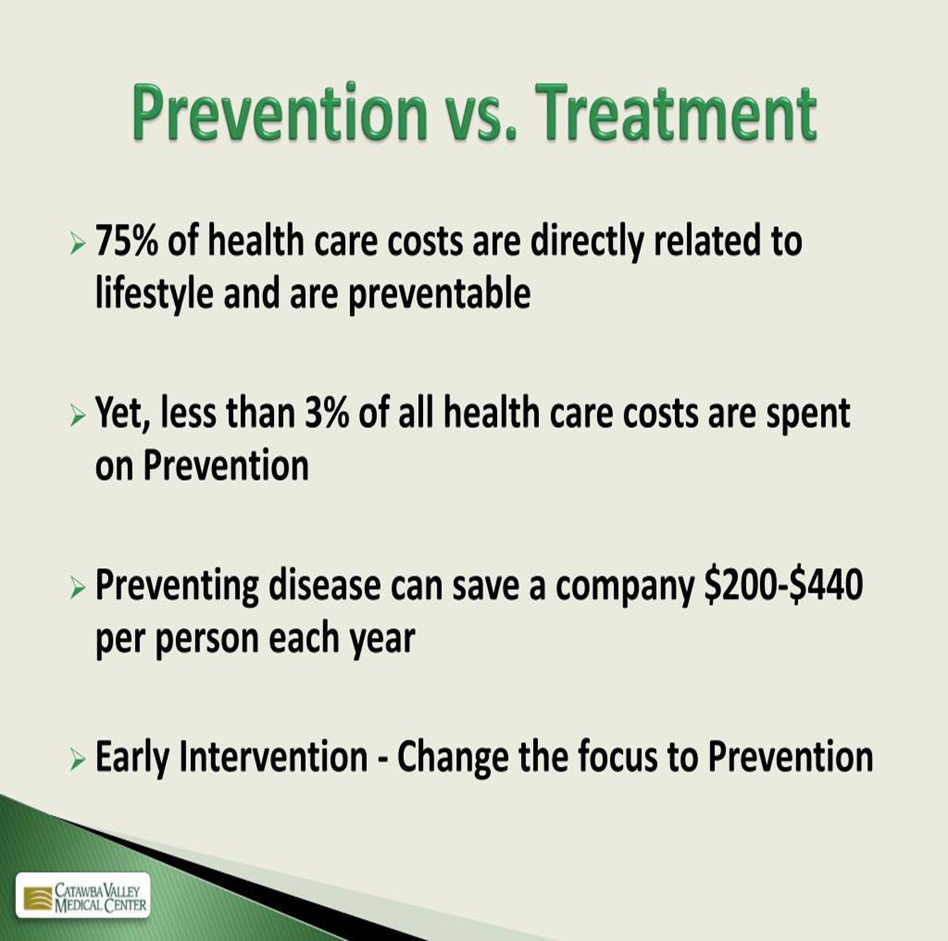 Prevention vs. Treatment
75% of health care costs are directly related to
lifestyle and are preventable
Yet, less than 3% of all health care costs are spent
on Prevention
Preventing disease can save a company $200-$440
per person each year
Early Intervention - Change the focus to Prevention
CATAWBA VALLEY
MEDICAL CENTER